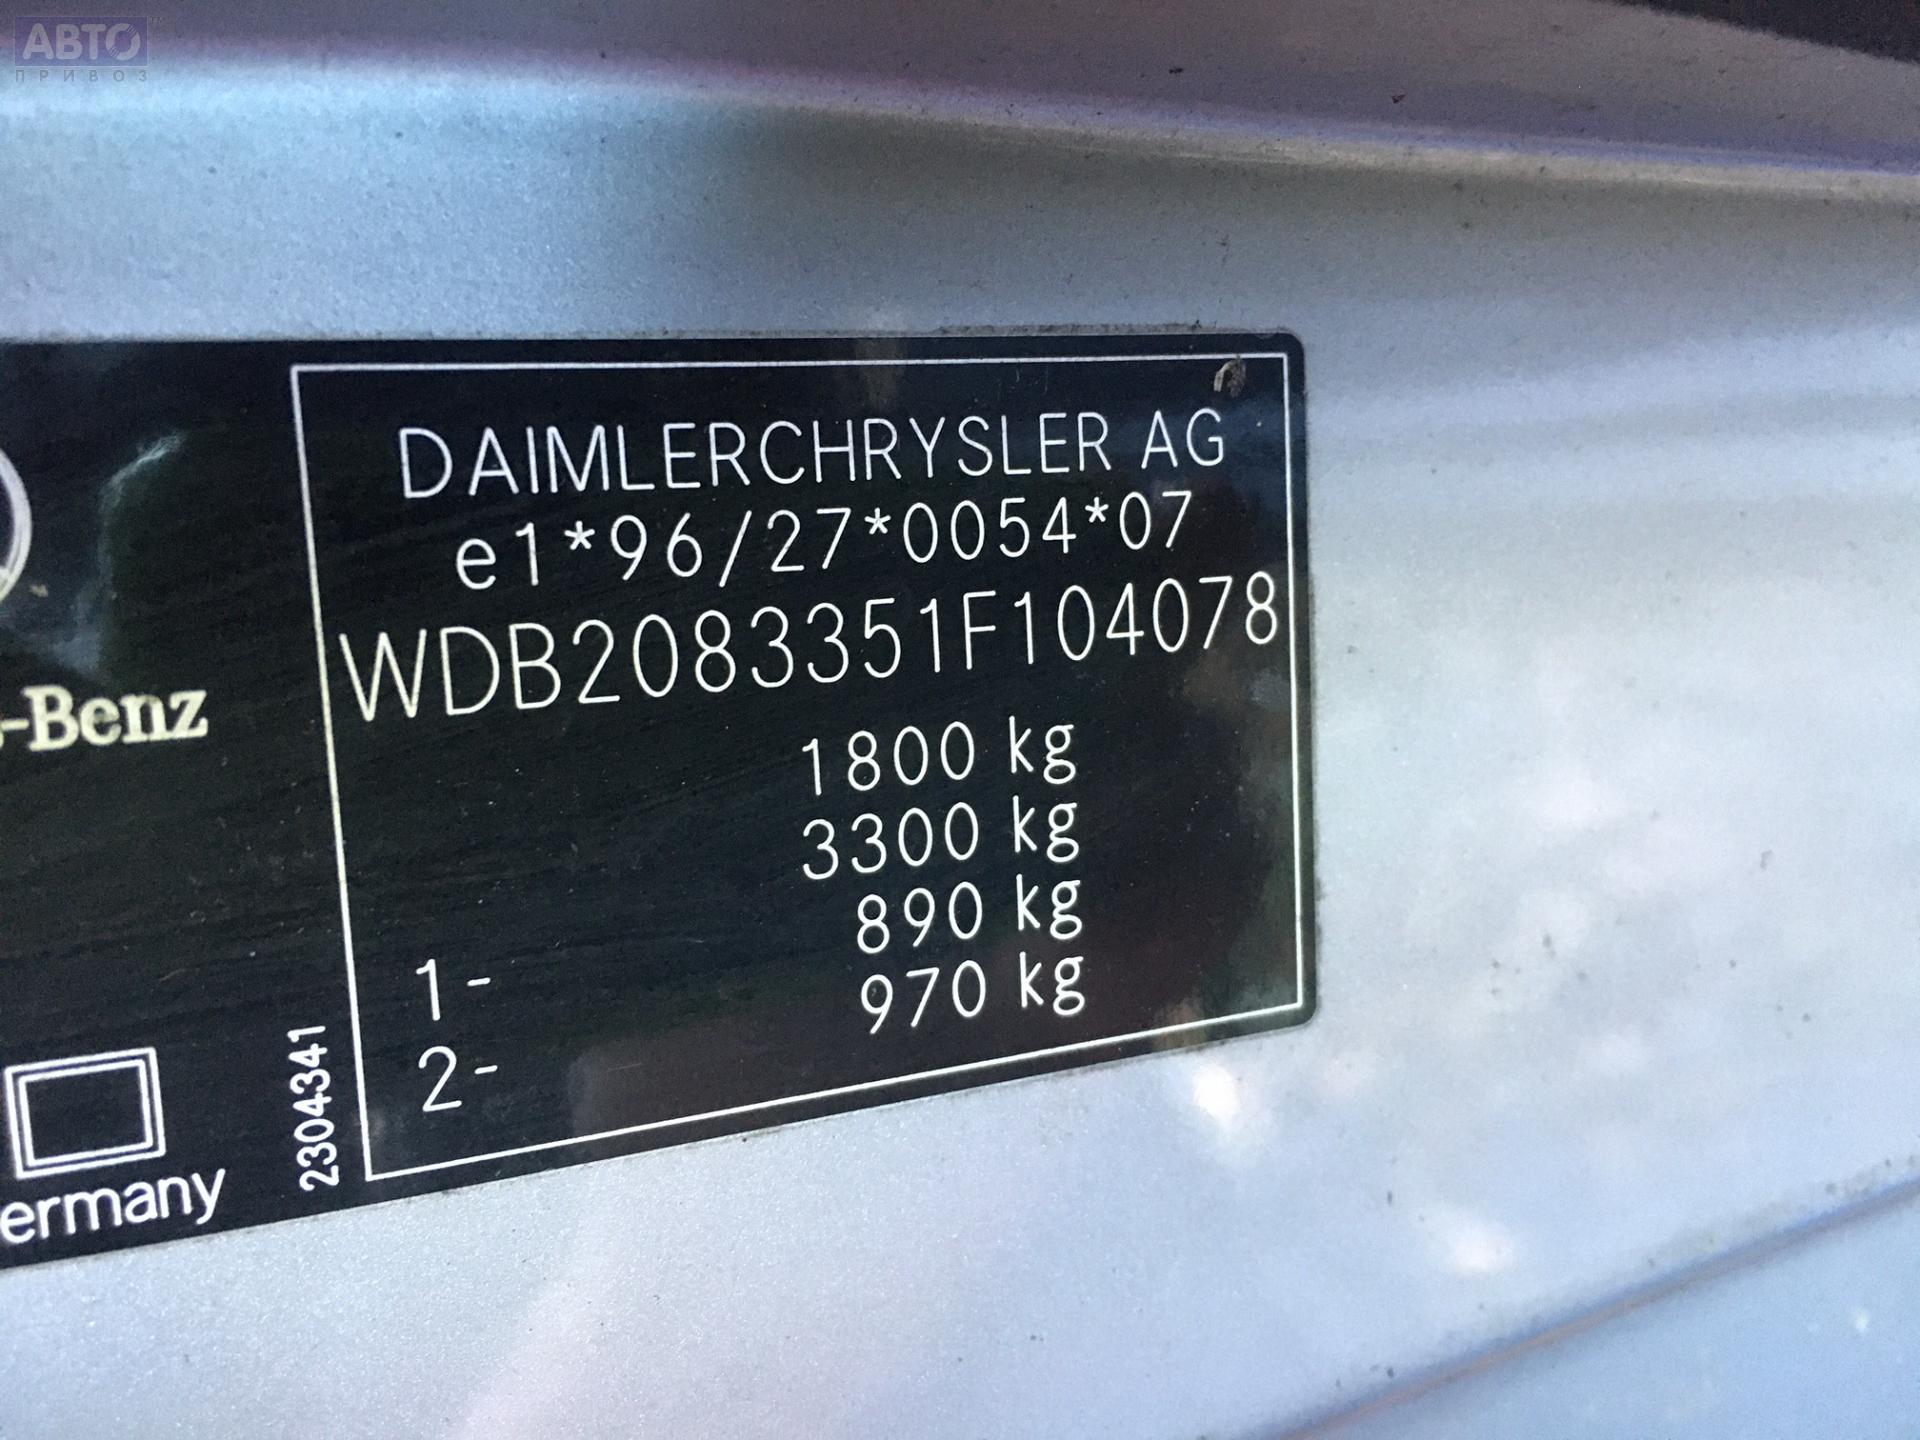 АВТО
ПРИВОЗ
DAIMLERCHRYSLER AG
e1*96/27*0054*07
WDB2083351F104078
-Benz
1800 kg
3300 kg
1- 890 kg
2- 970 kg
2304341
ermany